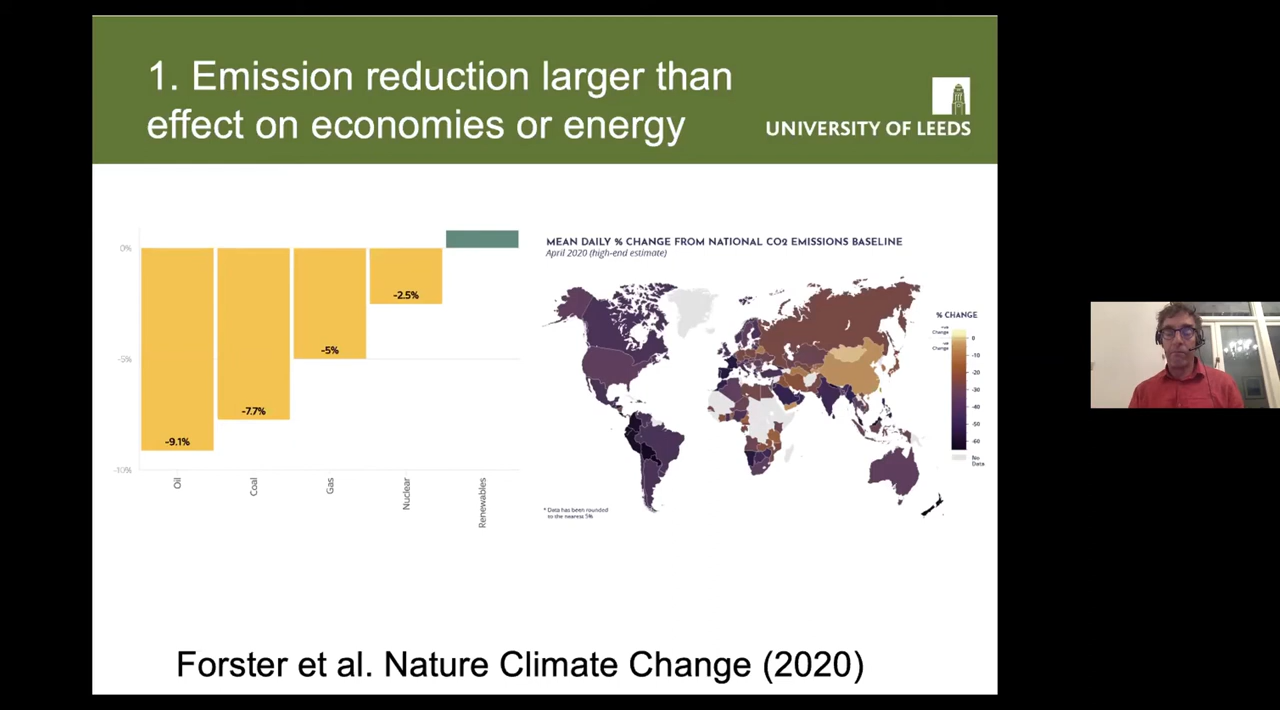 1. Emission reduction larger than
effect on economies or energy
UNIVERSITY OF LEEDS
0%
-5%
-10%
-9.1%
-7.7%
-5%
-2.5%
Oil
Coal
Gas
Nuclear
Renewables
MEAN DAILY % CHANGE FROM NATIONAL CO2 EMISSIONS BASELINE
April 2020 (high-end estimate)
% CHANGE
Change
Change
0
-10
-20
-30
-40
-50
-60
No
Data
* Data has been rounded
to the nearest 5%
Forster et al. Nature Climate Change (2020)